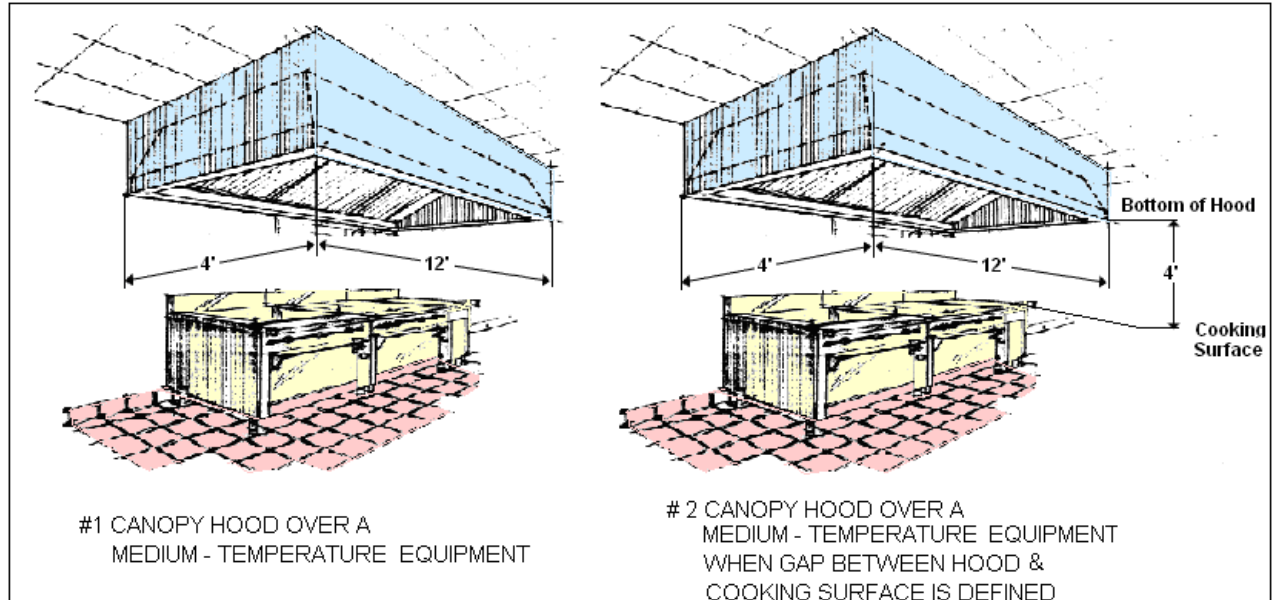 4'
12'
#1 CANOPY HOOD OVER A
MEDIUM - TEMPERATURE EQUIPMENT
Bottom of Hood
4'
12'
4'
Cooking
Surface
# 2 CANOPY HOOD OVER A
MEDIUM - TEMPERATURE EQUIPMENT
WHEN GAP BETWEEN HOOD &
COOKING SURFACE IS DEFINED